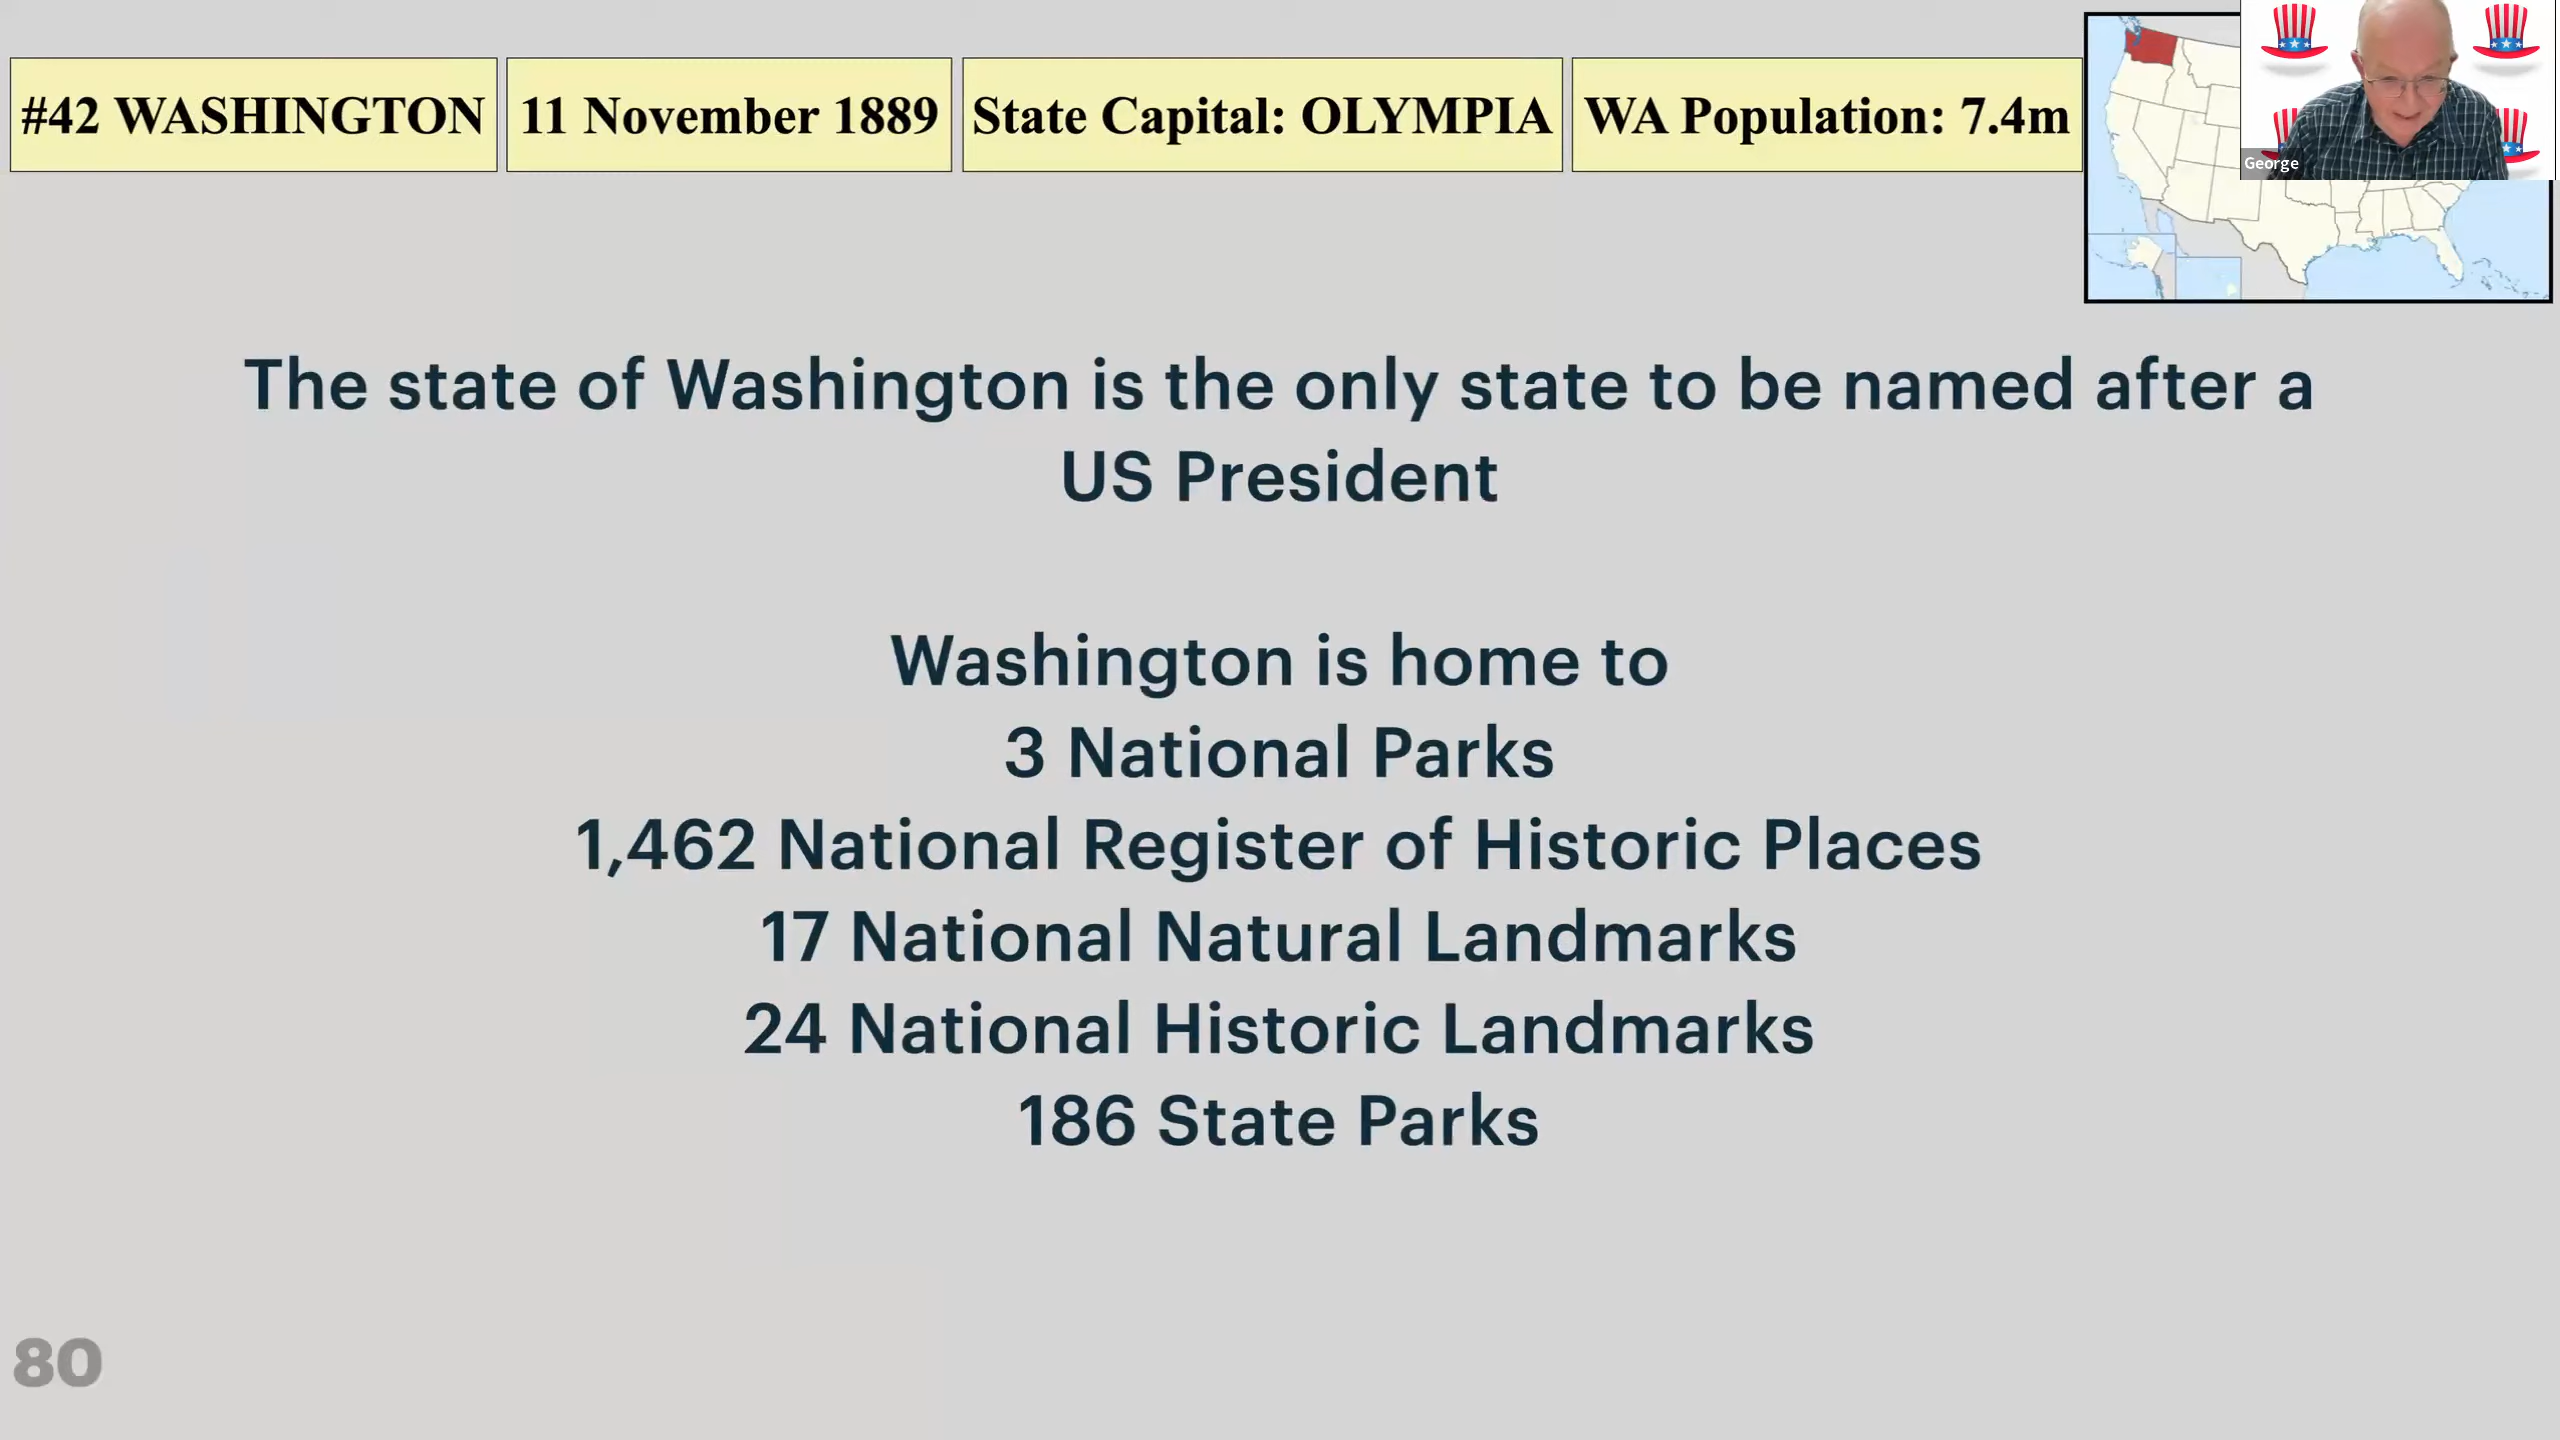 #42 WASHINGTON
11 November 1889
State Capital: OLYMPIA
WA Population: 7.4m
George
The state of Washington is the only state to be named after a
US President
Washington is home to
3 National Parks
1,462 National Register of Historic Places
17 National Natural Landmarks
24 National Historic Landmarks
186 State Parks
80